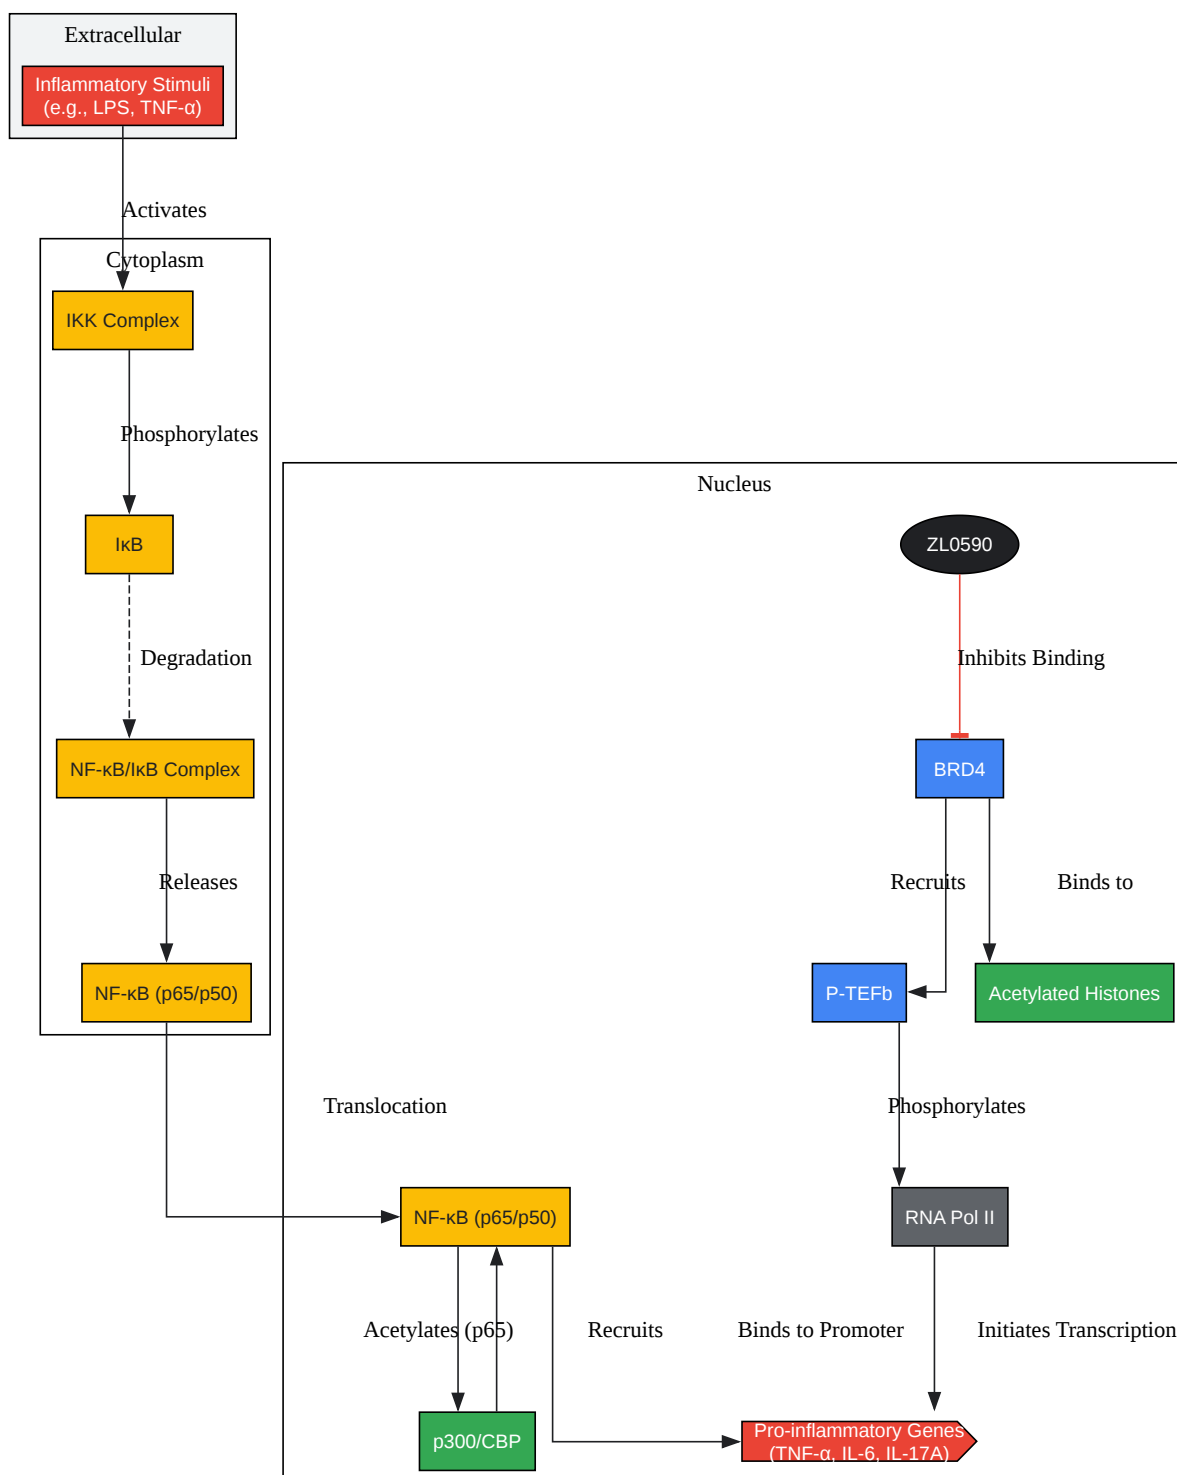 Extracellular
Inflammatory Stimuli
(e.g., LPS, TNF-α)
Activates
Cytoplasm
IKK Complex
Phosphorylates
Nucleus
IκB
ZL0590
Degradation
Inhibits Binding
NF-κB/IκB Complex
BRD4
Releases
Recruits
Binds to
NF-κB (p65/p50)
P-TEFb
Acetylated Histones
Translocation
Phosphorylates
NF-κB (p65/p50)
RNA Pol II
Acetylates (p65)
Recruits
Binds to Promoter
Initiates Transcription
p300/CBP
Pro-inflammatory Genes
(TNF-α, IL-6, IL-17A)